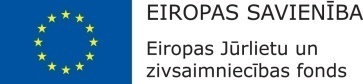 EIROPAS SAVIENĪBA
Eiropas Jūrlietu un
zivsaimniecības fonds